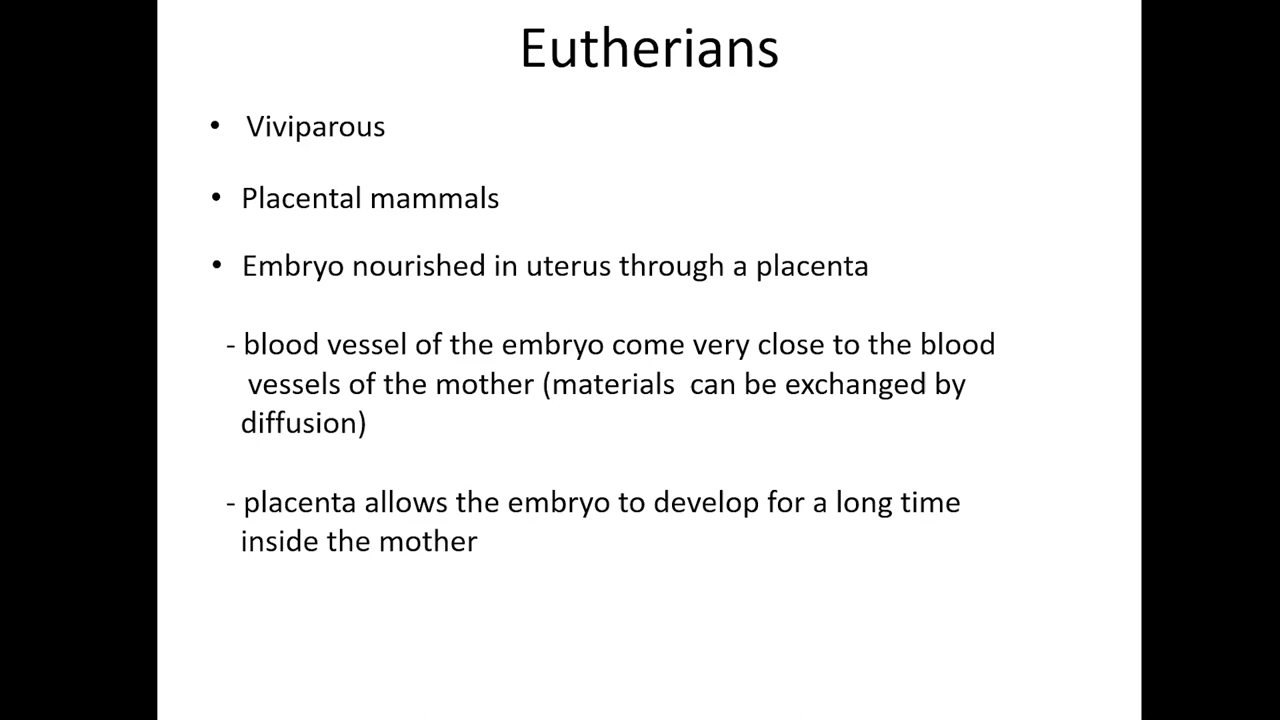 Eutherians
• Viviparous
• Placental mammals
• Embryo nourished in uterus through a placenta
- blood vessel of the embryo come very close to the blood
vessels of the mother (materials  can be exchanged by
diffusion)
- placenta allows the embryo to develop for a long time
inside the mother